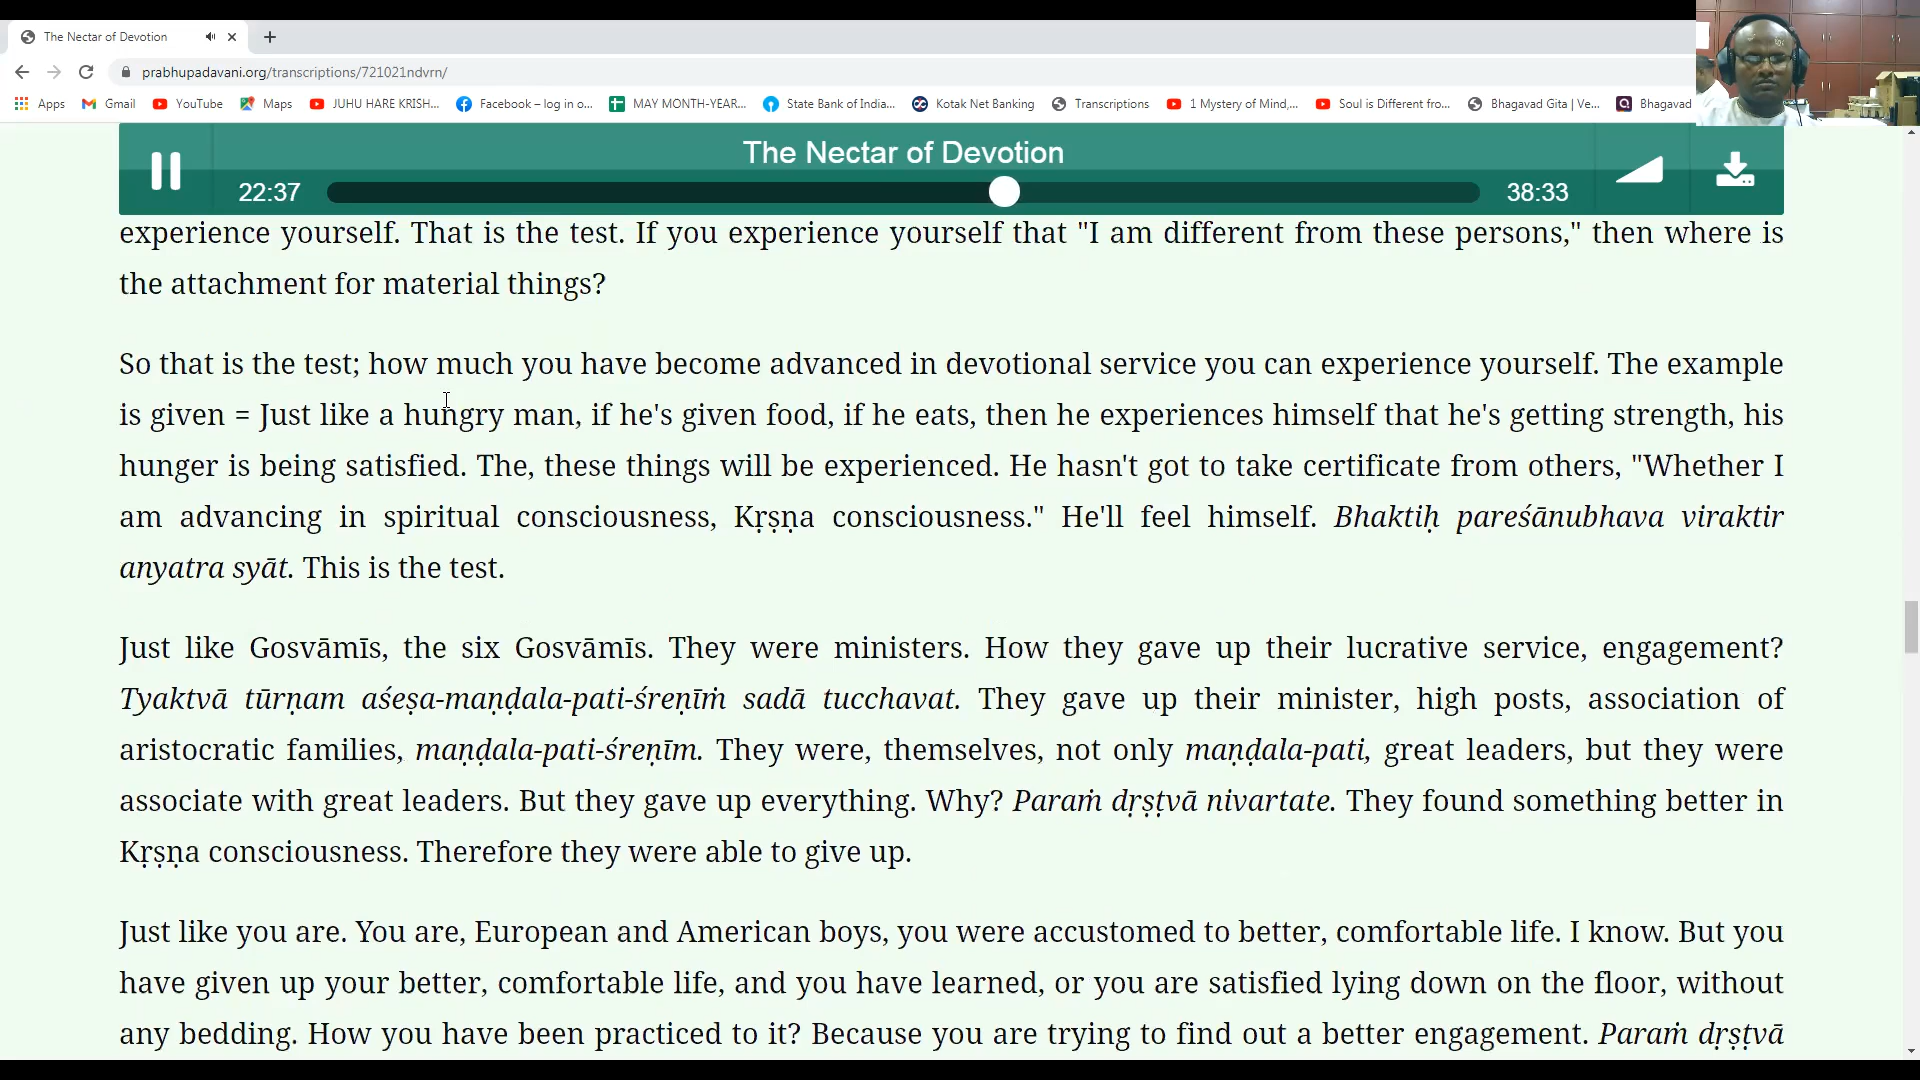 The Nectar of Devotion
prabhupadavani.org/transcriptions/721021ndvrn/
Apps Gmail YouTube Maps JUHU HARE KRISH... Facebook – log in o... MAY MONTH-YEAR... State Bank of India... Kotak Net Banking Transcriptions 1 Mystery of Mind,... Soul is Different fro... Bhagavad Gita | Ve... Bhagavad
The Nectar of Devotion
22:37 38:33
experience yourself. That is the test. If you experience yourself that "I am different from these persons," then where is
the attachment for material things?
So that is the test; how much you have become advanced in devotional service you can experience yourself. The example
is given = Just like a hungry man, if he's given food, if he eats, then he experiences himself that he's getting strength, his
hunger is being satisfied. The, these things will be experienced. He hasn't got to take certificate from others, "Whether I
am advancing in spiritual consciousness, Kṛṣṇa consciousness." He'll feel himself. Bhaktiḥ pareśānubhava viraktir
anyatra syāt. This is the test.
Just like Gosvāmīs, the six Gosvāmīs. They were ministers. How they gave up their lucrative service, engagement?
Tyaktvā tūrṇam aśeṣa-maṇḍala-pati-śreṇīṁ sadā tucchavat. They gave up their minister, high posts, association of
aristocratic families, maṇḍala-pati-śreṇīm. They were, themselves, not only maṇḍala-pati, great leaders, but they were
associate with great leaders. But they gave up everything. Why? Paraṁ dṛṣṭvā nivartate. They found something better in
Kṛṣṇa consciousness. Therefore they were able to give up.
Just like you are. You are, European and American boys, you were accustomed to better, comfortable life. I know. But you
have given up your better, comfortable life, and you have learned, or you are satisfied lying down on the floor, without
any bedding. How you have been practiced to it? Because you are trying to find out a better engagement. Paraṁ dṛṣṭvā